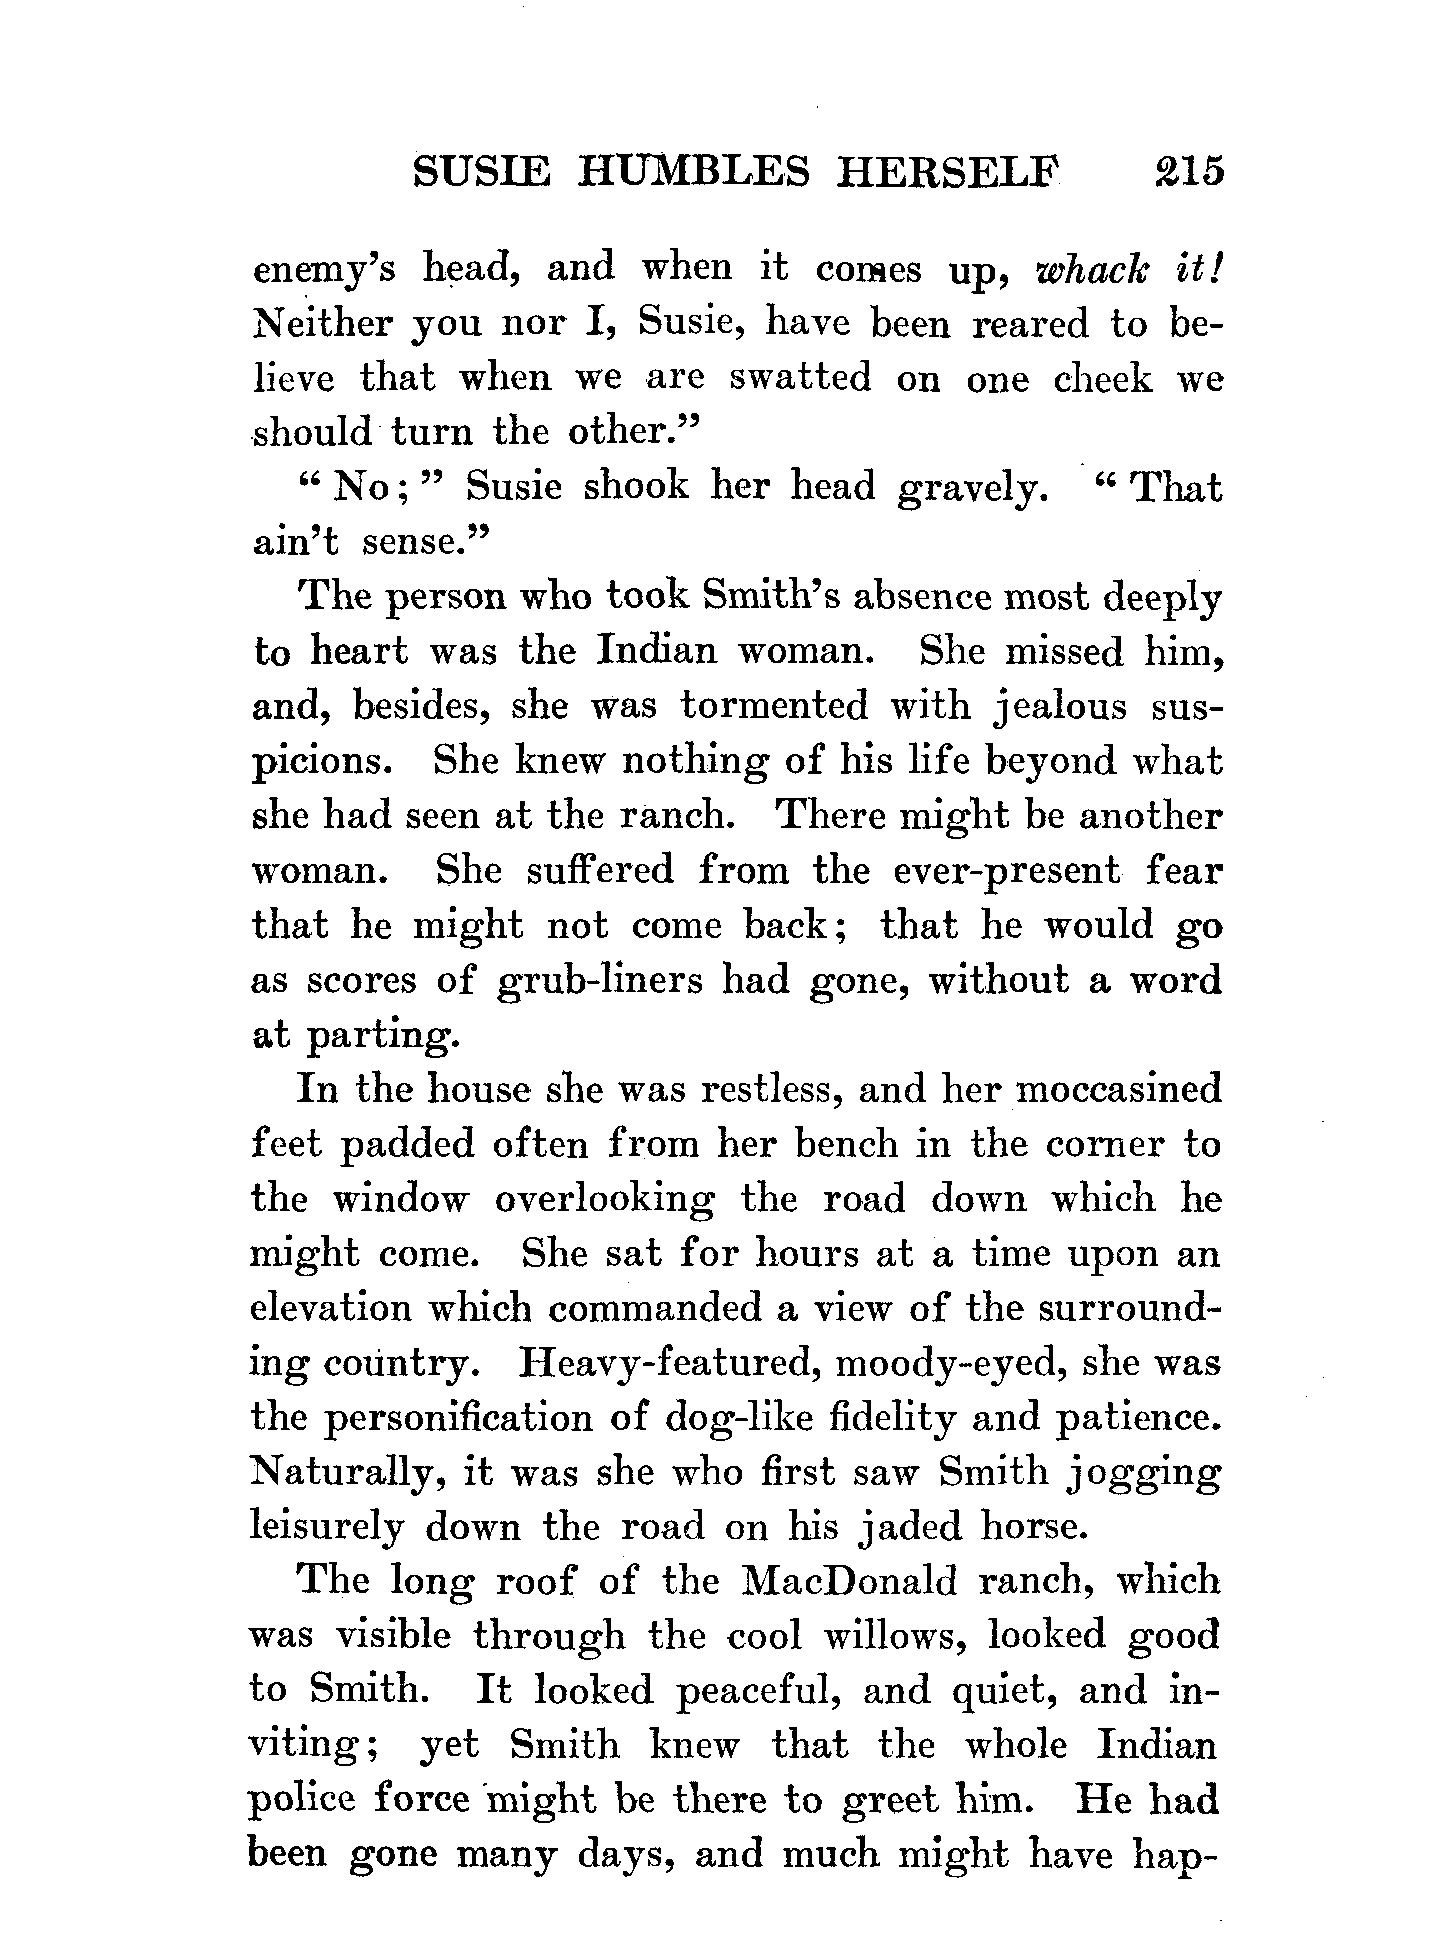 SUSIE HUMBLES HERSELF 215
enemy's head, and when it comes up, whack it!
Neither you nor I, Susie, have been reared to be-
lieve that when we are swatted on one cheek we
should turn the other."
" No; " Susie shook her head gravely. " That
ain't sense."
The person who took Smith's absence most deeply
to heart was the Indian woman. She missed him,
and, besides, she was tormented with jealous sus-
picions. She knew nothing of his life beyond what
she had seen at the ranch. There might be another
woman. She suffered from the ever-present fear
that he might not come back; that he would go
as scores of grub-liners had gone, without a word
at parting.
In the house she was restless, and her moccasined
feet padded often from her bench in the corner to
the window overlooking the road down which he
might come. She sat for hours at a time upon an
elevation which commanded a view of the surround-
ing country. Heavy-featured, moody-eyed, she was
the personification of dog-like fidelity and patience.
Naturally, it was she who first saw Smith jogging
leisurely down the road on his jaded horse.
The long roof of the MacDonald ranch, which
was visible through the cool willows, looked good
to Smith. It looked peaceful, and quiet, and in-
viting; yet Smith knew that the whole Indian
police force might be there to greet him. He had
been gone many days, and much might have hap-